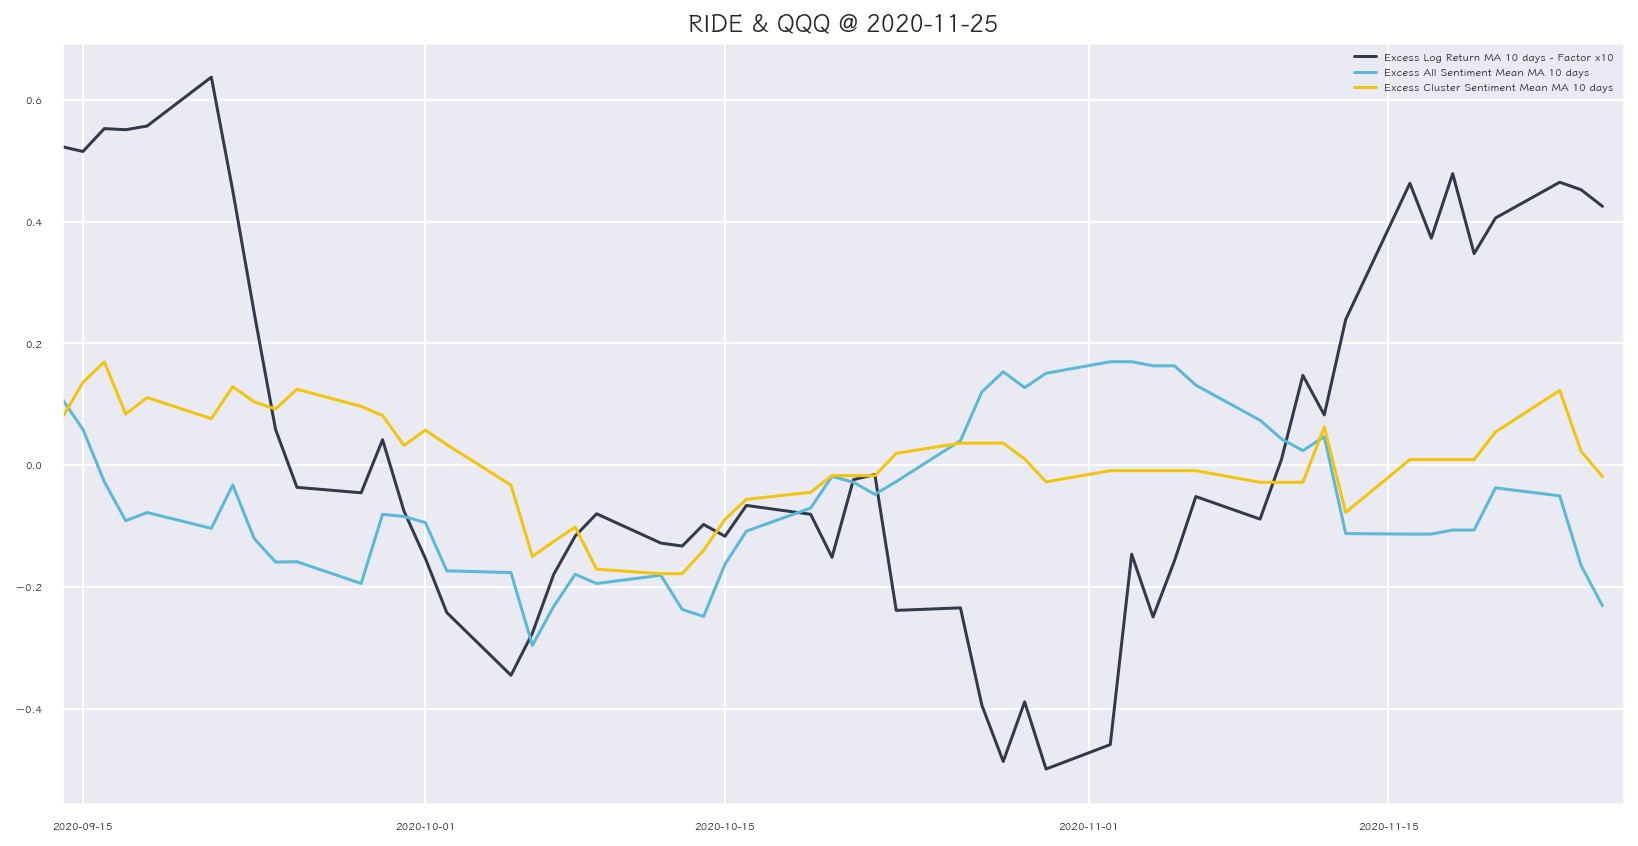 RIDE & QQQ @ 2020-11-25
Excess Log Return MA 10 days - Factor x10
Excess All Sentiment Mean MA 10 days
Excess Cluster Sentiment Mean MA 10 days
0.6
0.4
0.2
0.0
−0.2
−0.4
2020-09-15
2020-10-01
2020-10-15
2020-11-01
2020-11-15